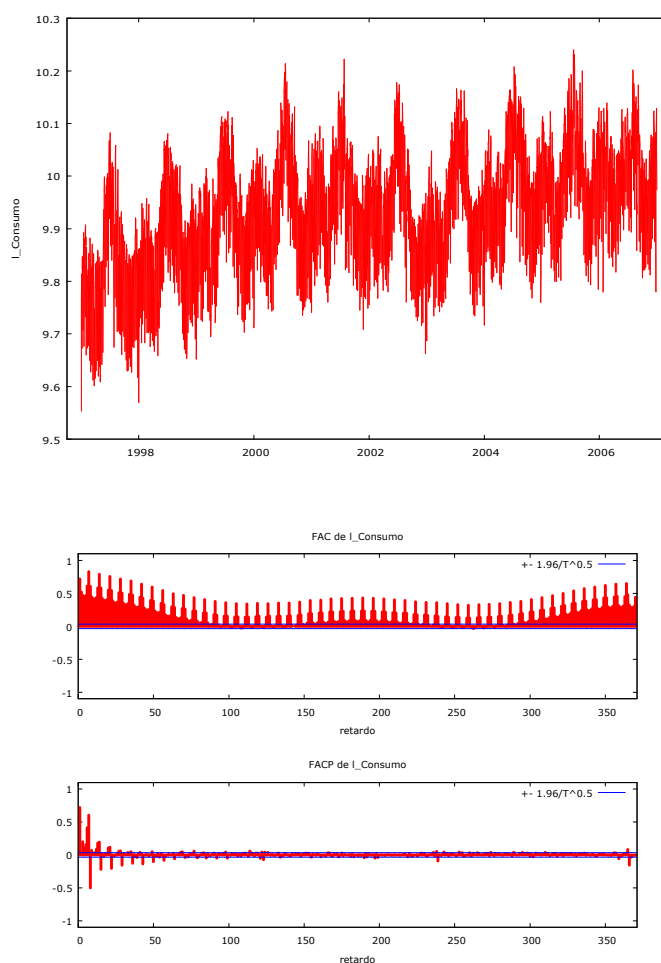 10.3
10.2
10.1
10
9.9
9.8
9.7
9.6
9.5
l_Consumo
1998 2000 2002 2004 2006
FAC de l_Consumo
+- 1.96/T^0.5
1
0.5
0
-0.5
-1
0 50 100 150 200 250 300 350
retardo
FACP de l_Consumo
+- 1.96/T^0.5
1
0.5
0
-0.5
-1
0 50 100 150 200 250 300 350
retardo